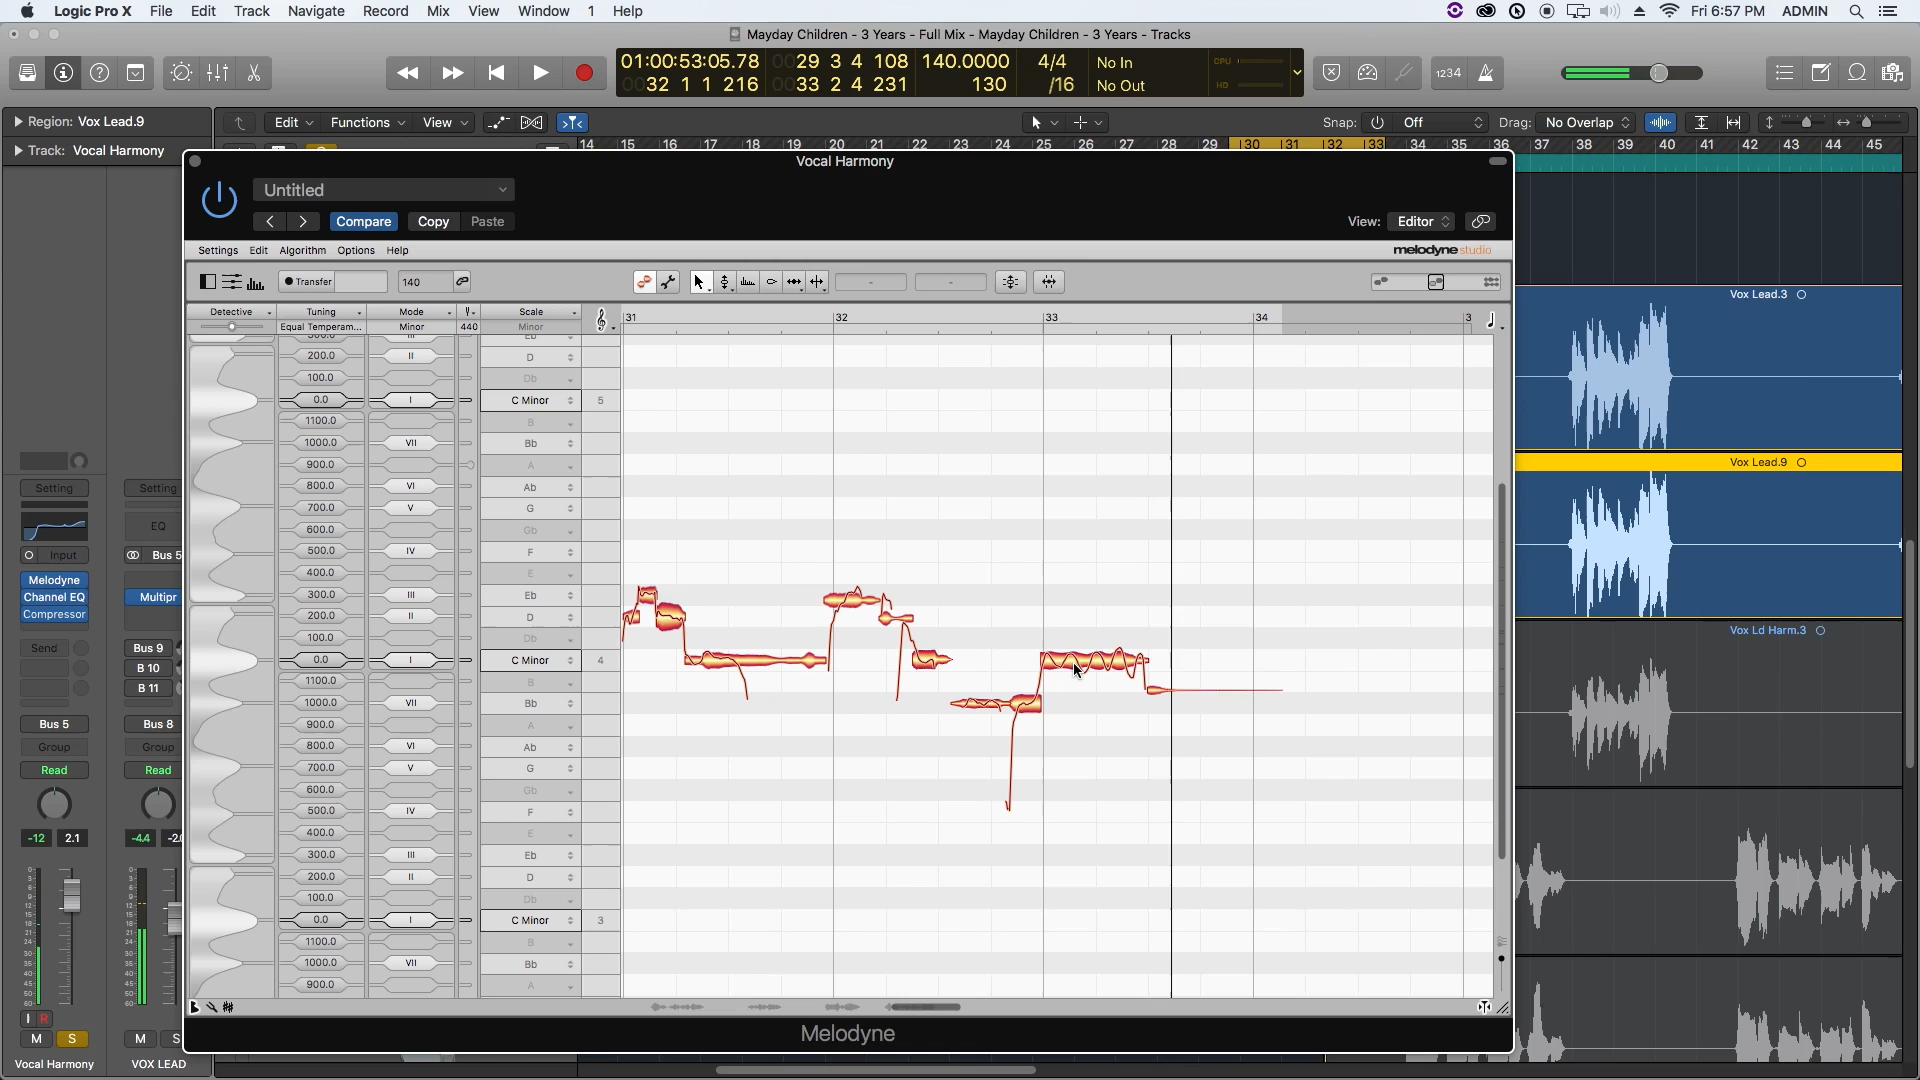 Logic Pro X File Edit Track Navigate Record Mix View Window 1 Help
Fri 6:57 PM ADMIN
Mayday Children - 3 Years - Full Mix - Mayday Children - 3 Years - Tracks
01:00:53:05.78 0029 3 4 108 140.0000 4/4 No In CPU
0032 1 1 216 0033 2 4 231 130 /16 No Out HD
1234
Region: Vox Lead.9
Edit Functions View
Snap: Off Drag: No Overlap
Track: Vocal Harmony
14 15 16 17 18 19 20 21 22 23 24 25 26 27 28 29 30 31 32 33 34 35 36 37 38 39 40 41 42 43 44 45
Vocal Harmony
Untitled
Compare Copy Paste
View: Editor
Settings Edit Algorithm Options Help
melodyne studio
Transfer 140 - -
Detective Tuning Mode Scale
Equal Temperam... Minor 440 Minor
31 32 33 34 3
300.0 III Eb
200.0 II D
100.0 Db
0.0 I C Minor 5
1100.0 B
1000.0 VII Bb
900.0 A
800.0 VI Ab
700.0 V G
600.0 Gb
500.0 IV F
400.0 E
300.0 III Eb
200.0 II D
100.0 Db
0.0 I C Minor 4
1100.0 B
1000.0 VII Bb
900.0 A
800.0 VI Ab
700.0 V G
600.0 Gb
500.0 IV F
400.0 E
300.0 III Eb
200.0 II D
100.0 Db
0.0 I C Minor 3
1100.0 B
1000.0 VII Bb
900.0 A
Melodyne
Vox Lead.3
Vox Lead.9
Vox Ld Harm.3
Setting Setting
EQ
Input Bus 5
Melodyne
Channel EQ Multipr
Compressor
Send Bus 9
B 10
B 11
Bus 5 Bus 8
Group Group
Read Read
-12 2.1 -4.4
I R
M S M S
Vocal Harmony VOX LEAD